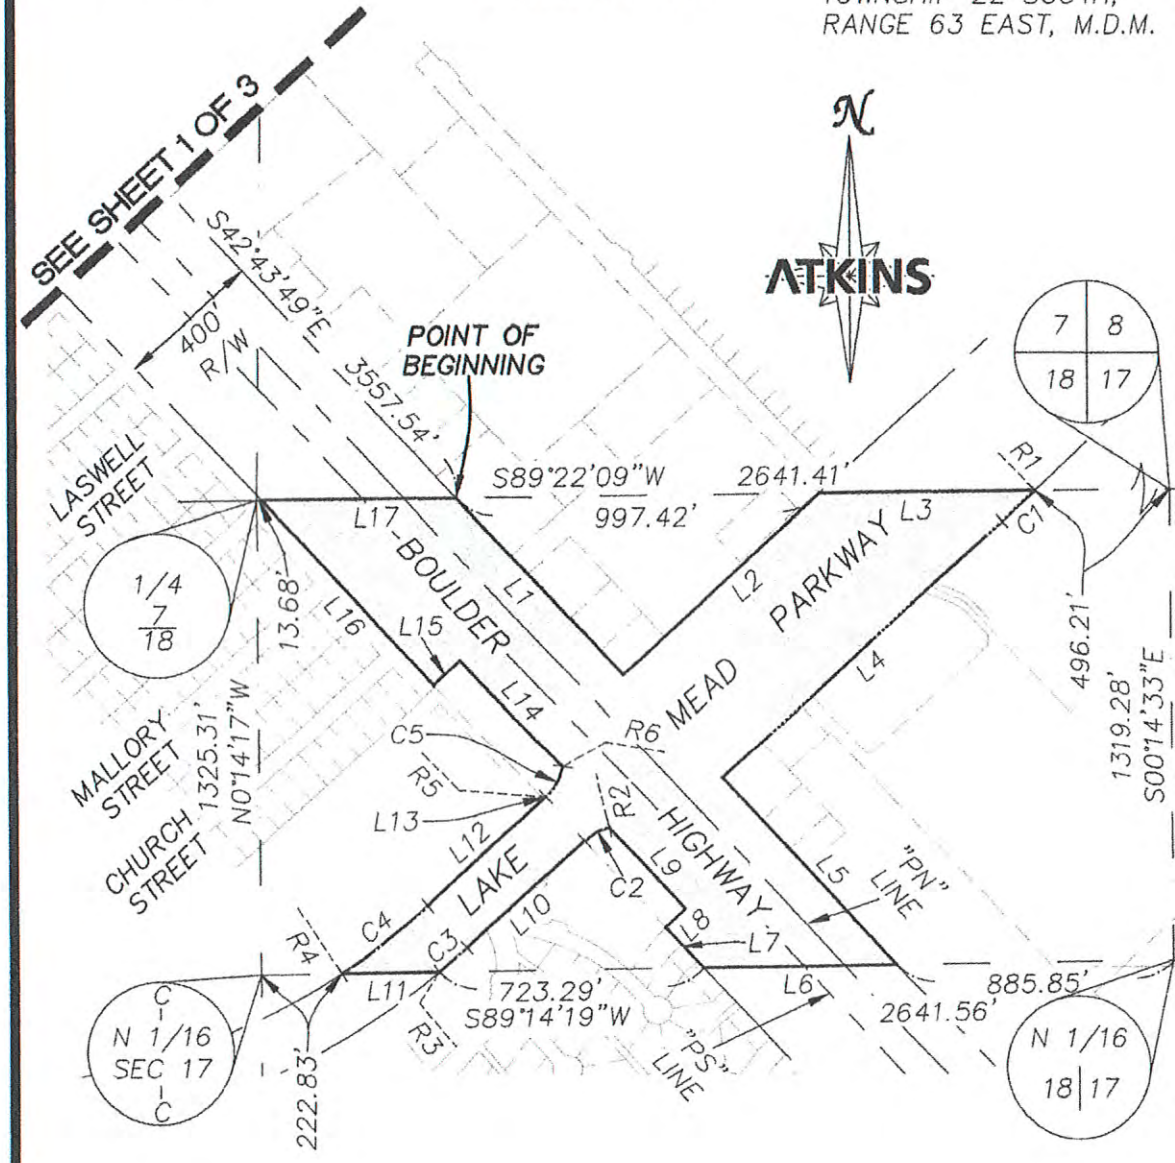 RANGE 63 EAST, M.D.M.
SEE SHEET 1 OF 3
N
ATKINS
S42°43'49"E
3557.54'
400'
R/W
POINT OF
BEGINNING
7 8
18 17
R1
LASWELL
STREET
S89°22'09"W
2641.41'
997.42'
L17
L3
C1
1/4
7
18
13.68'
L16
BOULDER
L1
L2
PARKWAY
L15
L14
L4
MEAD
496.21'
1319.28'
S00°14'33"E
MALLORY
STREET
1325.31'
N0°14'17"W
C5
R6
R5
R2
L13
CHURCH
STREET
L12
LAKE
HIGHWAY
L9
L5
"PN"
LINE
C2
L10
C4
R4
C3
L8
L7
L11
723.29'
S89°14'19"W
L6
885.85'
2641.56'
R3
"PS"
LINE
C
N 1/16
SEC 17
C
222.83'
N 1/16
18 17